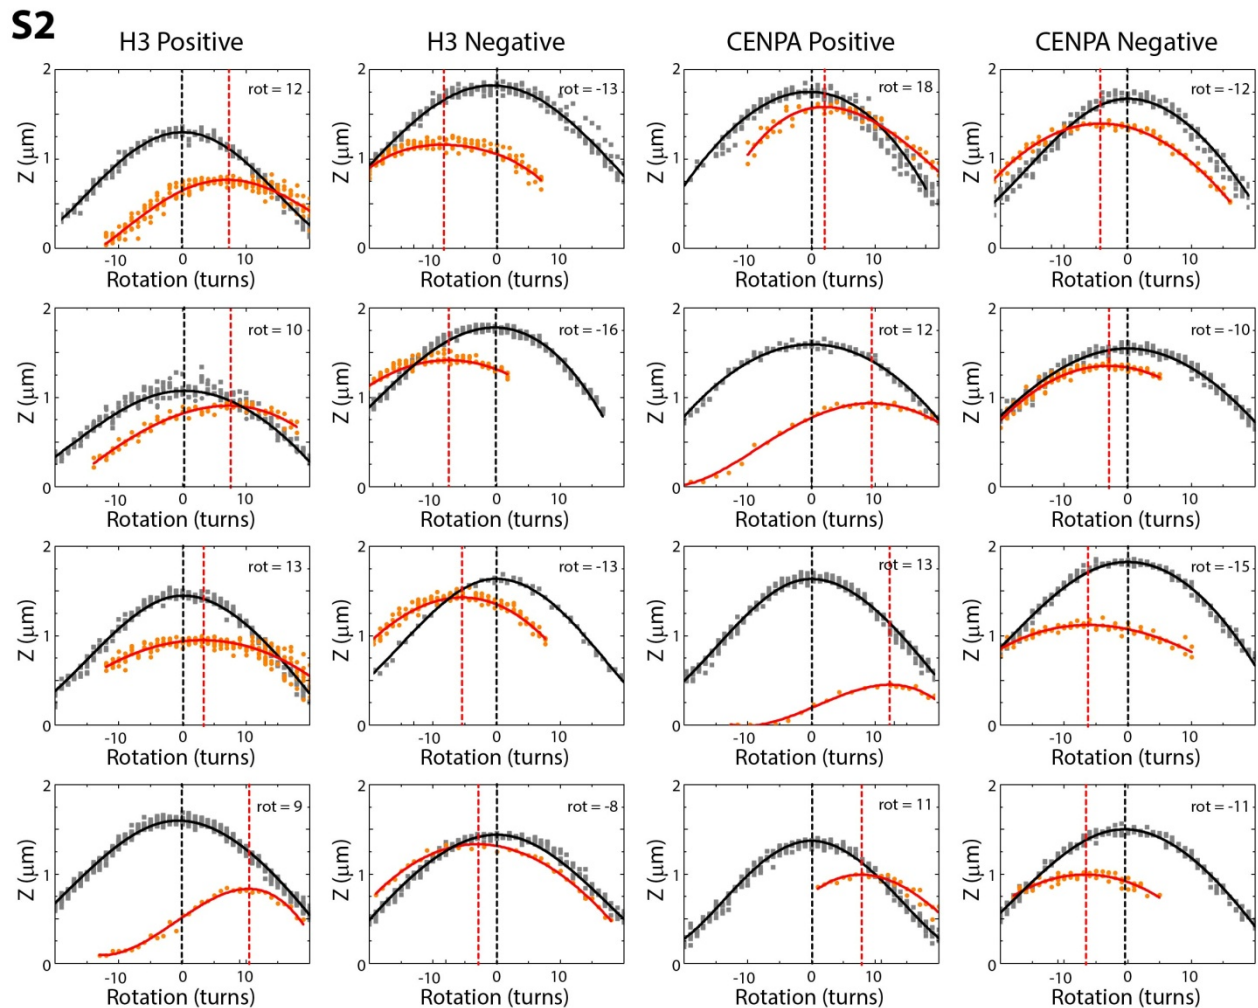 S2
H3 Positive
H3 Negative
CENPA Positive
CENPA Negative
2
1
0
Z (μm)
rot = 12
-10 0 10
Rotation (turns)
2
1
0
Z (μm)
rot = -13
-10 0 10
Rotation (turns)
2
1
0
Z (μm)
rot = 18
-10 0 10
Rotation (turns)
2
1
0
Z (μm)
rot = -12
-10 0 10
Rotation (turns)
2
1
0
Z (μm)
rot = 10
-10 0 10
Rotation (turns)
2
1
0
Z (μm)
rot = -16
-10 0 10
Rotation (turns)
2
1
0
Z (μm)
rot = 12
-10 0 10
Rotation (turns)
2
1
0
Z (μm)
rot = -10
-10 0 10
Rotation (turns)
2
1
0
Z (μm)
rot = 13
-10 0 10
Rotation (turns)
2
1
0
Z (μm)
rot = -13
-10 0 10
Rotation (turns)
2
1
0
Z (μm)
rot = 13
-10 0 10
Rotation (turns)
2
1
0
Z (μm)
rot = -15
-10 0 10
Rotation (turns)
2
1
0
Z (μm)
rot = 9
-10 0 10
Rotation (turns)
2
1
0
Z (μm)
rot = -8
-10 0 10
Rotation (turns)
2
1
0
Z (μm)
rot = 11
-10 0 10
Rotation (turns)
2
1
0
Z (μm)
rot = -11
-10 0 10
Rotation (turns)